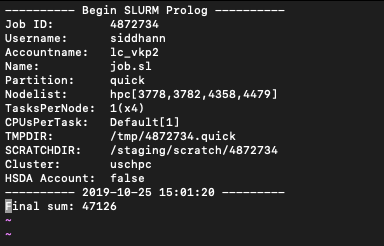 ---------- Begin SLURM Prolog ----------
Job ID: 4872734
Username: siddhann
Accountname: lc_vkp2
Name: job.sl
Partition: quick
Nodelist: hpc[3778,3782,4358,4479]
TasksPerNode: 1(x4)
CPUsPerTask: Default[1]
TMPDIR: /tmp/4872734.quick
SCRATCHDIR: /staging/scratch/4872734
Cluster: uschpc
HSDA Account: false
---------- 2019-10-25 15:01:20 ---------
Final sum: 47126
~
~